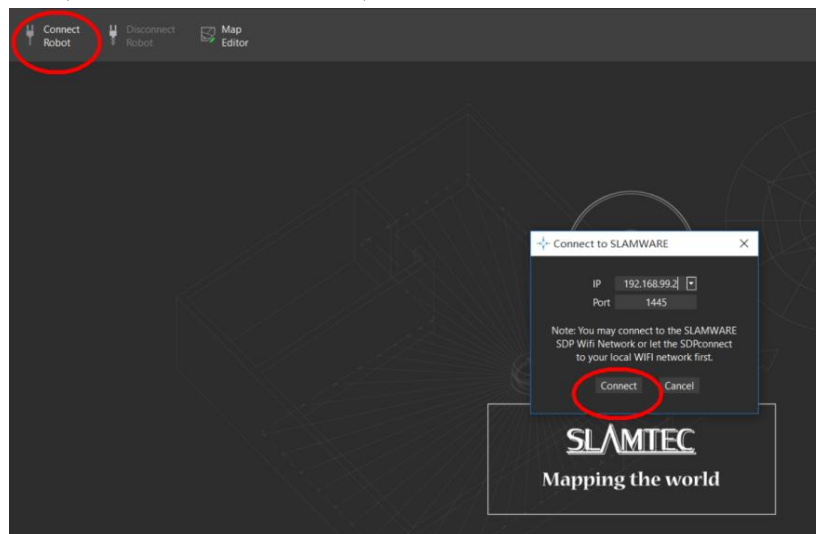 Connect
Robot
Disconnect
Robot
Map
Editor
Connect to SLAMWARE
IP 192.168.99.2
Port 1445
Note: You may connect to the SLAMWARE
SDP Wifi Network or let the SDPconnect
to your local WIFI network first.
Connect Cancel
SLAMTEC
Mapping the world